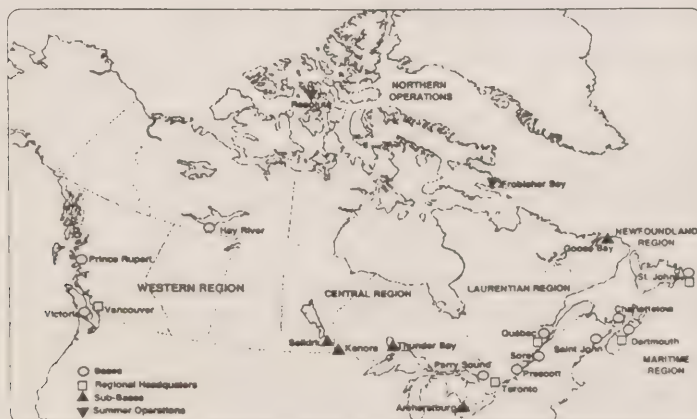 NORTHERN
OPERATIONS
Resolute
Frobisher Bay
Hay River
NEWFOUNDLAND
REGION
Goose Bay
Prince Rupert
St. John's
WESTERN REGION
CENTRAL REGION
LAURENTIAN REGION
Charlottetown
Vancouver
Victoria
Québec
Selkirk
Kenora
Thunder Bay
Saint John
Dartmouth
Sorel
MARITIME
REGION
Parry Sound
Prescott
Toronto
Amherstburg
Bases
Regional Headquaters
Sub-Bases
Summer Operations